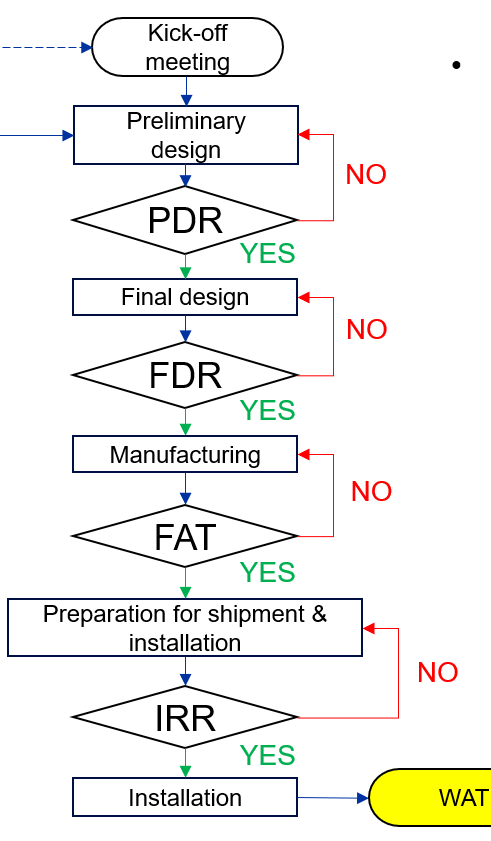 Kick-off
meeting
•
Preliminary
design
NO
PDR
YES
Final design
NO
FDR
YES
Manufacturing
NO
FAT
YES
Preparation for shipment &
installation
NO
IRR
YES
Installation
WAT